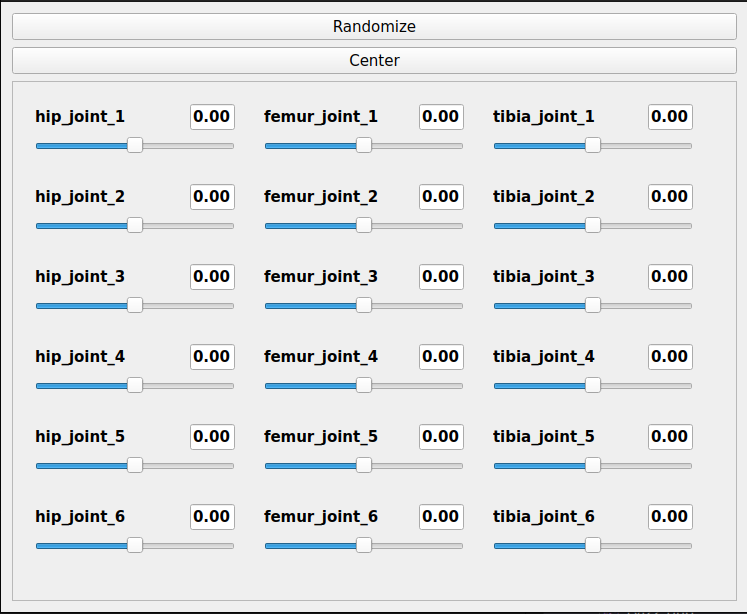 Randomize
Center
hip_joint_1 0.00 femur_joint_1 0.00 tibia_joint_1 0.00
hip_joint_2 0.00 femur_joint_2 0.00 tibia_joint_2 0.00
hip_joint_3 0.00 femur_joint_3 0.00 tibia_joint_3 0.00
hip_joint_4 0.00 femur_joint_4 0.00 tibia_joint_4 0.00
hip_joint_5 0.00 femur_joint_5 0.00 tibia_joint_5 0.00
hip_joint_6 0.00 femur_joint_6 0.00 tibia_joint_6 0.00